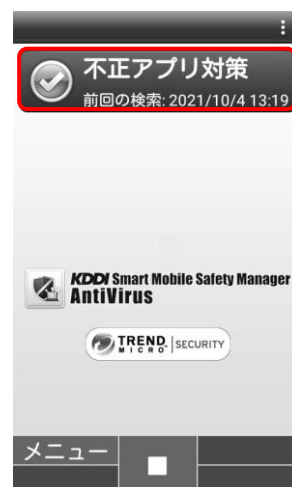 不正アプリ対策
前回の検索: 2021/10/4 13:19
KDDI Smart Mobile Safety Manager
AntiVirus
TREND MICRO SECURITY
メニュー